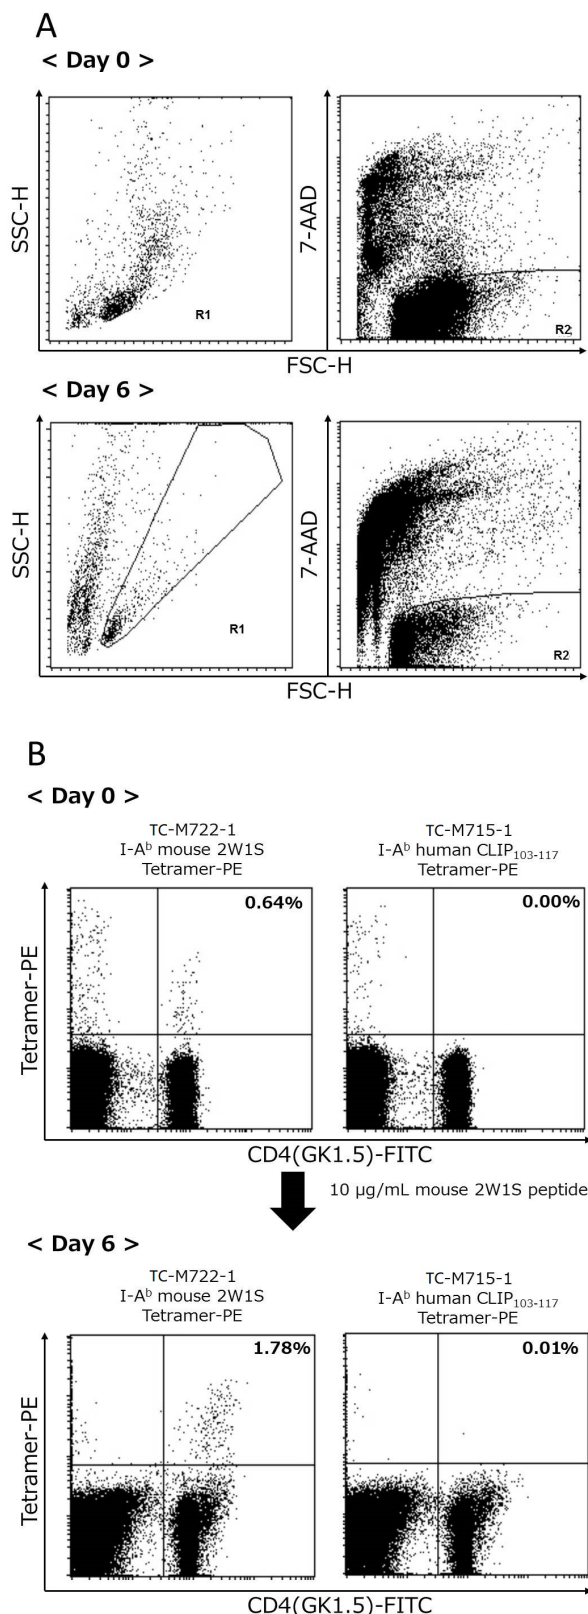 A
< Day 0 >
SSC-H
R1
7-AAD
R2
FSC-H
< Day 6 >
SSC-H
R1
7-AAD
R2
FSC-H
B
< Day 0 >
TC-M722-1
I-Aᵇ mouse 2W1S
Tetramer-PE
TC-M715-1
I-Aᵇ human CLIP₁₀₃₋₁₁₇
Tetramer-PE
0.64%
0.00%
Tetramer-PE
CD4(GK1.5)-FITC
10 µg/mL mouse 2W1S peptide
< Day 6 >
TC-M722-1
I-Aᵇ mouse 2W1S
Tetramer-PE
TC-M715-1
I-Aᵇ human CLIP₁₀₃₋₁₁₇
Tetramer-PE
1.78%
0.01%
Tetramer-PE
CD4(GK1.5)-FITC